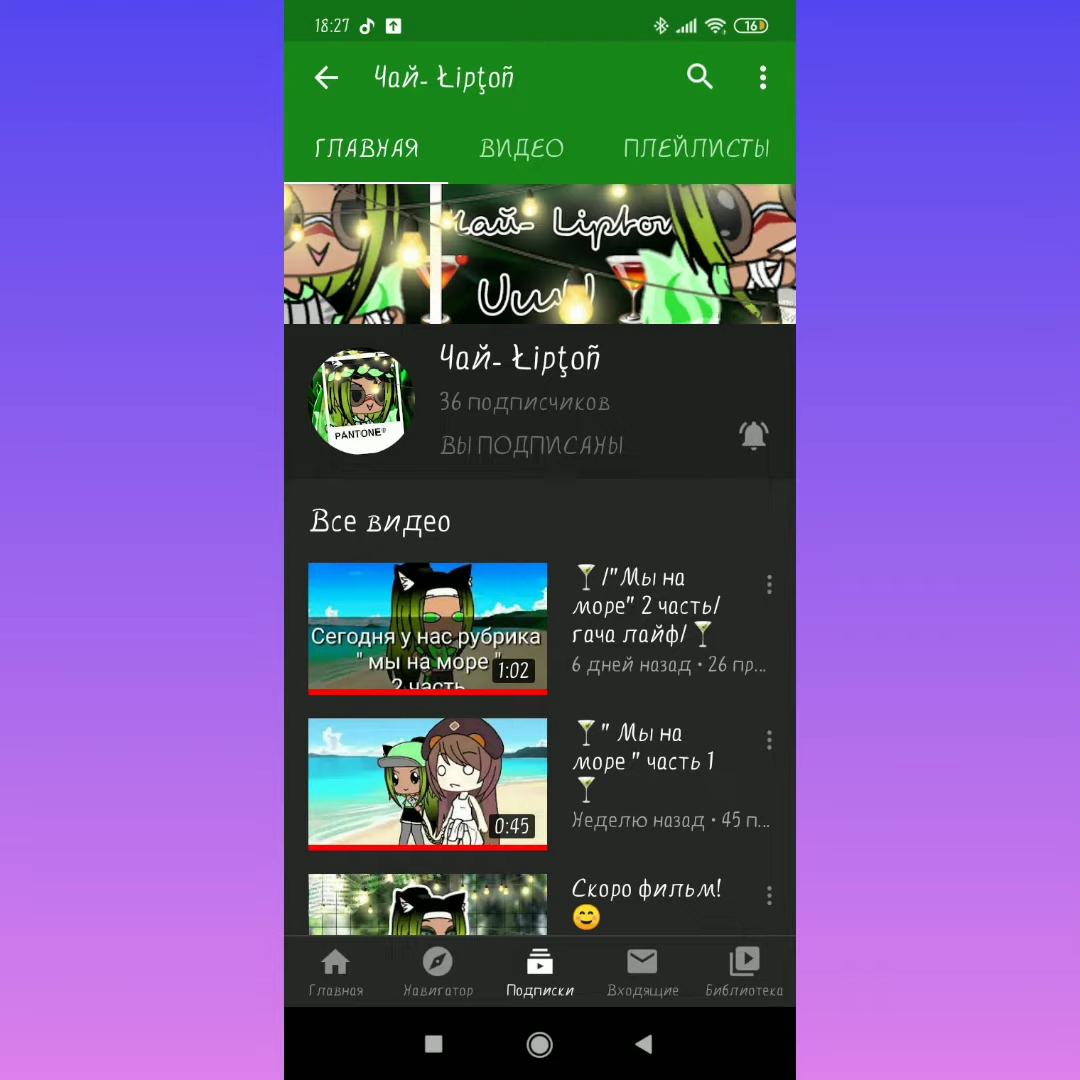 18:27
16
Чай- Łipţoñ
ГЛАВНАЯ ВИДЕО ПЛЕЙЛИСТЫ
Чай- Lipton
Чай- Łipţoñ
36 подписчиков
ВЫ ПОДПИСАНЫ
PANTONE®
Все видео
🍸/"Мы на
море" 2 часть/
гача лайф/🍸
6 дней назад • 26 пр...
Сегодня у нас рубрика
" мы на море "
2 часть
1:02
🍸" Мы на
море " часть 1
🍸
Неделю назад • 45 п...
0:45
Скоро фильм!
😊
Главная Навигатор Подписки Входящие Библиотека